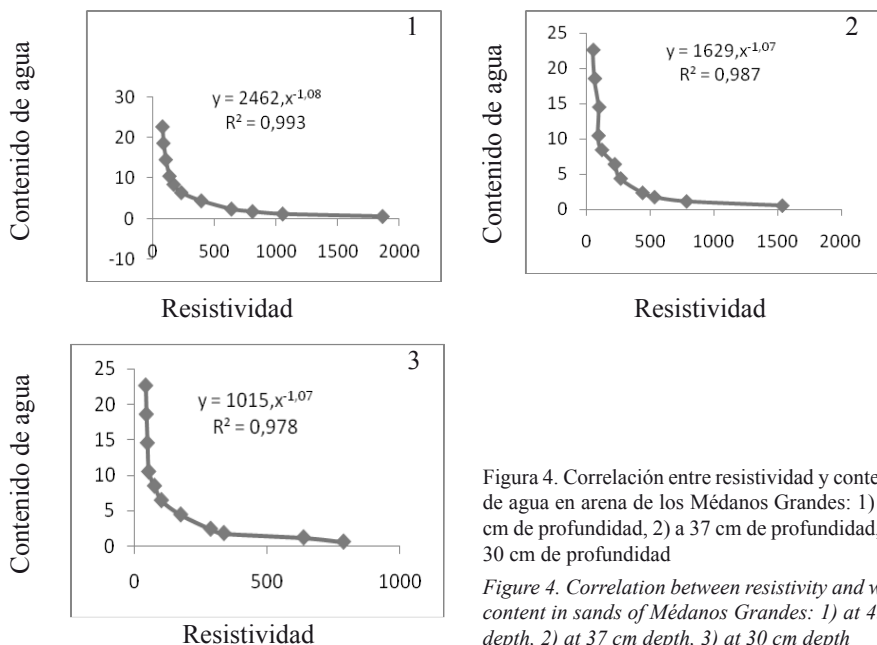 1
Contenido de agua
y = 2462,x-1,08
R² = 0,993
30
20
10
0
-10
0 500 1000 1500 2000
Resistividad
2
Contenido de agua
y = 1629,x-1,07
R² = 0,987
25
20
15
10
5
0
0 500 1000 1500 2000
Resistividad
3
Contenido de agua
y = 1015,x-1,07
R² = 0,978
25
20
15
10
5
0
0 500 1000
Resistividad
Figura 4. Correlación entre resistividad y conte
de agua en arena de los Médanos Grandes: 1)
cm de profundidad, 2) a 37 cm de profundidad,
30 cm de profundidad
Figure 4. Correlation between resistivity and w
content in sands of Médanos Grandes: 1) at 4
depth, 2) at 37 cm depth, 3) at 30 cm depth